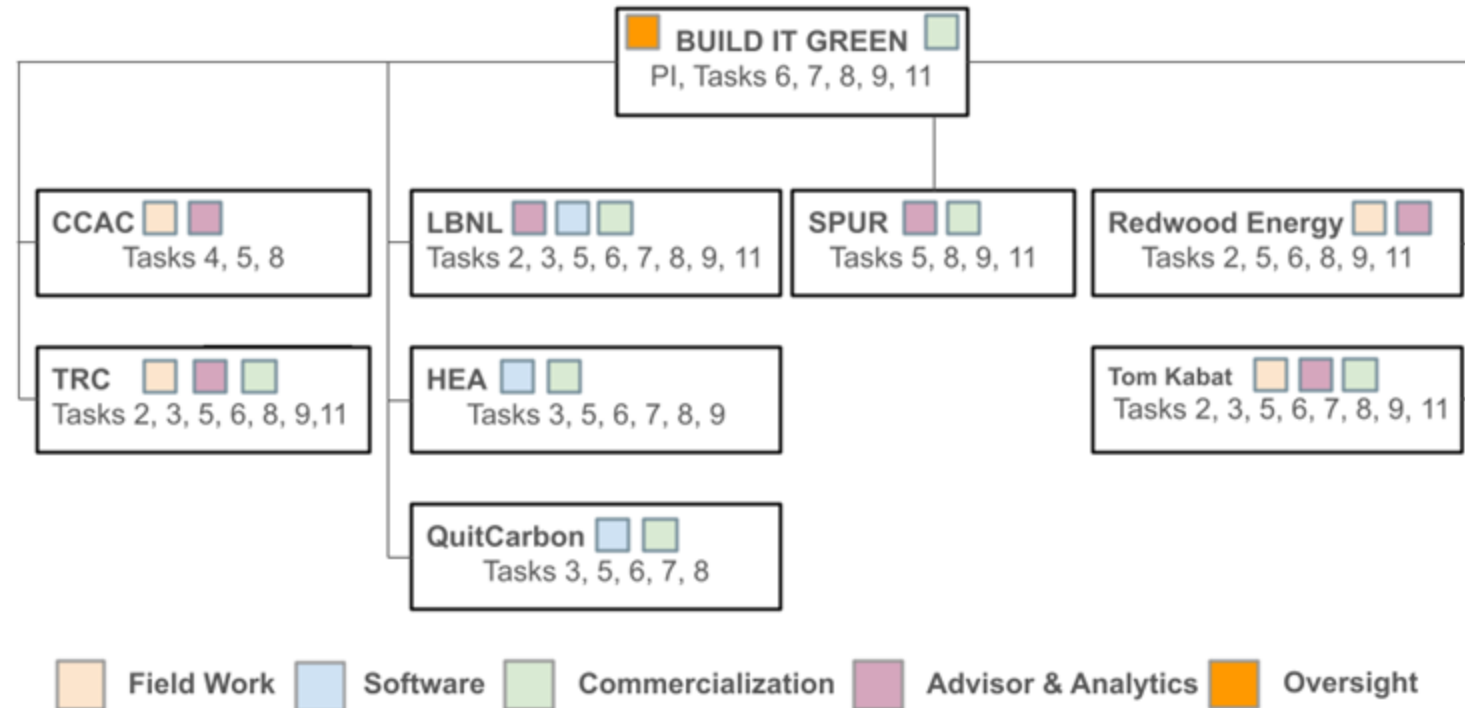 BUILD IT GREEN
PI, Tasks 6, 7, 8, 9, 11
CCAC
Tasks 4, 5, 8
LBNL
Tasks 2, 3, 5, 6, 7, 8, 9, 11
SPUR
Tasks 5, 8, 9, 11
Redwood Energy
Tasks 2, 5, 6, 8, 9, 11
TRC
Tasks 2, 3, 5, 6, 8, 9,11
HEA
Tasks 3, 5, 6, 7, 8, 9
Tom Kabat
Tasks 2, 3, 5, 6, 7, 8, 9, 11
QuitCarbon
Tasks 3, 5, 6, 7, 8
Field Work Software Commercialization Advisor & Analytics Oversight